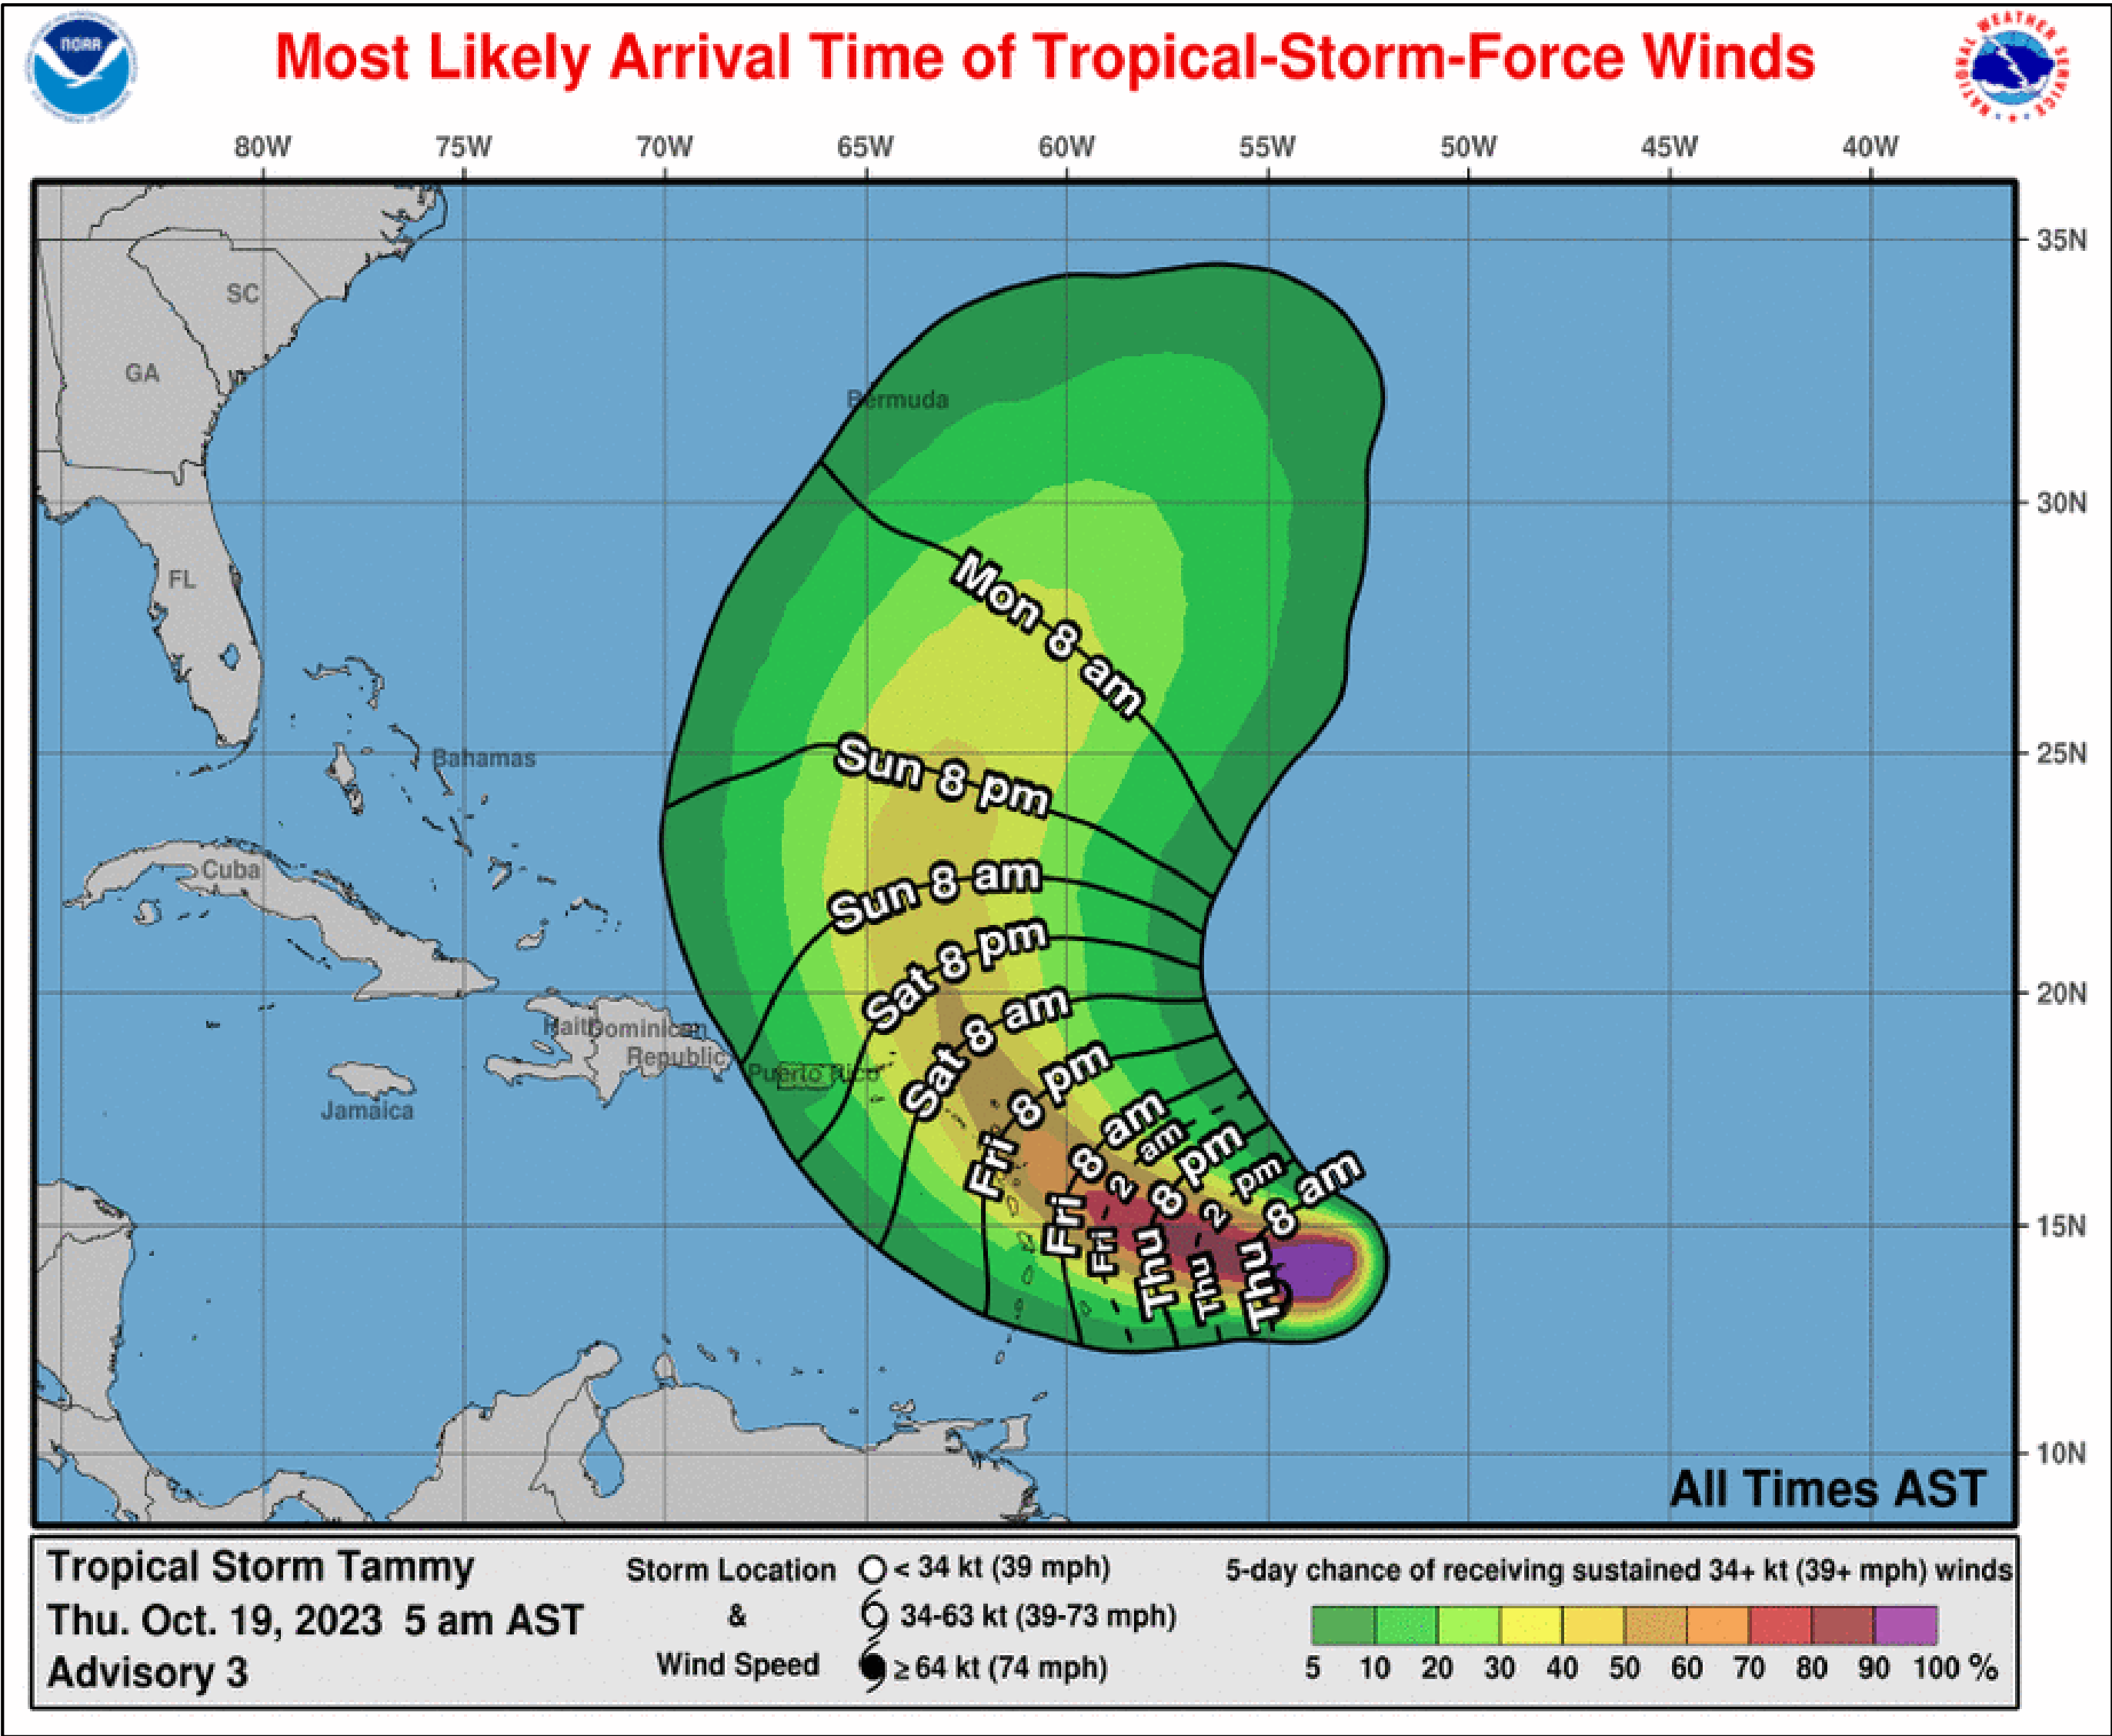 NOAA
Most Likely Arrival Time of Tropical-Storm-Force Winds
NATIONAL WEATHER SERVICE
80W 75W 70W 65W 60W 55W 50W 45W 40W
35N
SC
GA
Bermuda
30N
Mon 8 am
FL
25N
Bahamas
Sun 8 pm
Cuba
Sun 8 am
Sat 8 pm
20N
Sat 8 am
Haiti
Dominican
Republic
Puerto Rico
Jamaica
Fri 8 pm
Fri 8 am
Fri 2 am
Thu 8 pm
Thu 2 pm
Thu 8 am
15N
10N
All Times AST
Tropical Storm Tammy
Thu. Oct. 19, 2023 5 am AST
Advisory 3
Storm Location
&
Wind Speed
< 34 kt (39 mph)
34-63 kt (39-73 mph)
≥ 64 kt (74 mph)
5-day chance of receiving sustained 34+ kt (39+ mph) winds
5 10 20 30 40 50 60 70 80 90 100 %